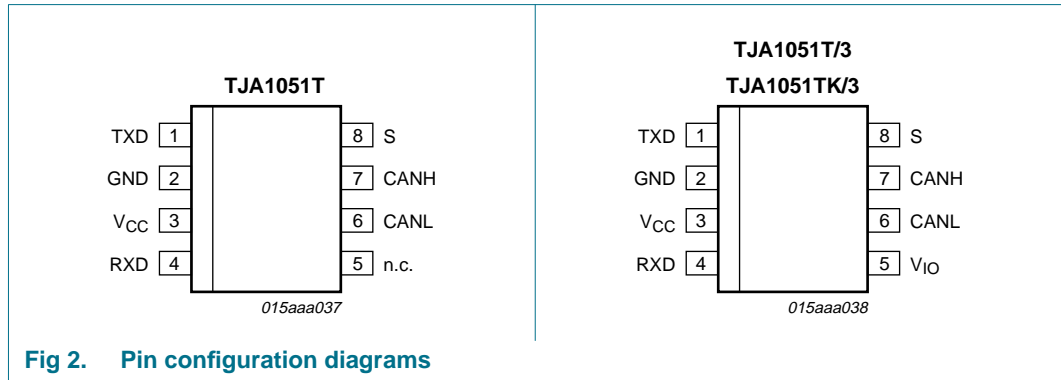 TJA1051T
TXD 1 8 S
GND 2 7 CANH
VCC 3 6 CANL
RXD 4 5 n.c.
015aaa037
TJA1051T/3
TJA1051TK/3
TXD 1 8 S
GND 2 7 CANH
VCC 3 6 CANL
RXD 4 5 VIO
015aaa038
Fig 2. Pin configuration diagrams